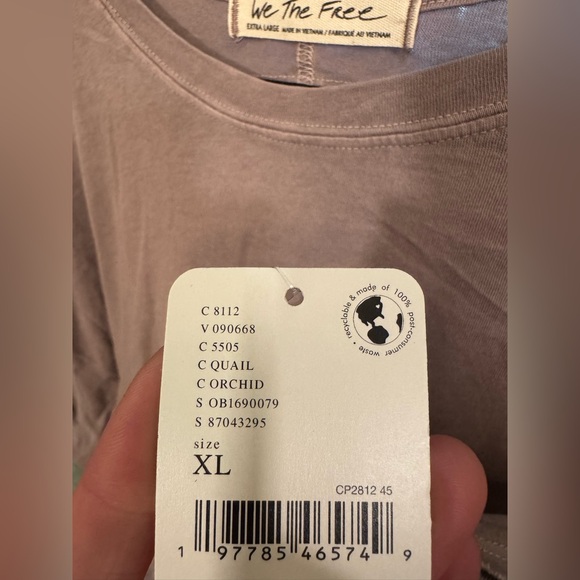 We The Free
EXTRA LARGE MADE IN VIETNAM / FABRIQUÉ AU VIETNAM
C 8112
V 090668
C 5505
C QUAIL
C ORCHID
S OB1690079
S 87043295
size
XL
recyclable & made of 100% post-consumer waste •
CP2812 45
1 97785 46574 9